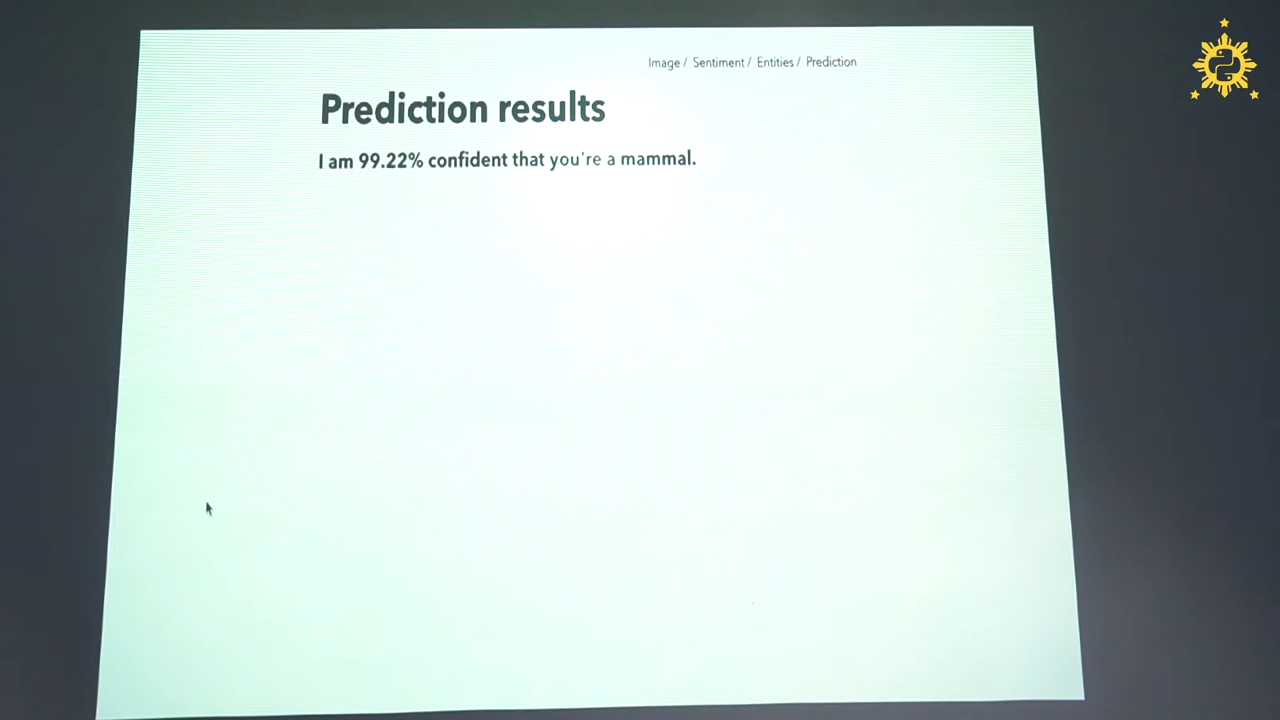 Image / Sentiment / Entities / Prediction
Prediction results
I am 99.22% confident that you're a mammal.